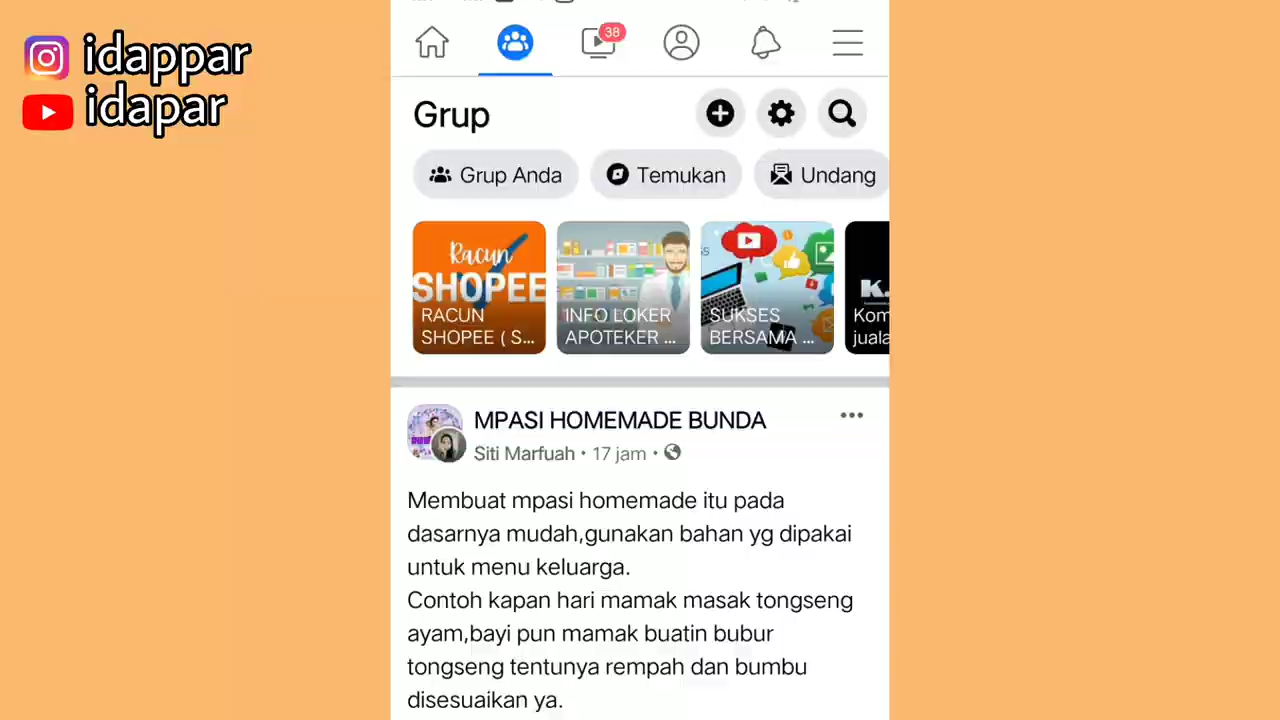 idappar
idapar
38
Grup
Grup Anda
Temukan
Undang
Racun
SHOPEE
RACUN
SHOPEE ( S...
INFO LOKER
APOTEKER ...
SUKSES
BERSAMA ...
K.
Kom
juala
MPASI HOMEMADE BUNDA
Siti Marfuah • 17 jam •
Membuat mpasi homemade itu pada
dasarnya mudah,gunakan bahan yg dipakai
untuk menu keluarga.
Contoh kapan hari mamak masak tongseng
ayam,bayi pun mamak buatin bubur
tongseng tentunya rempah dan bumbu
disesuaikan ya.